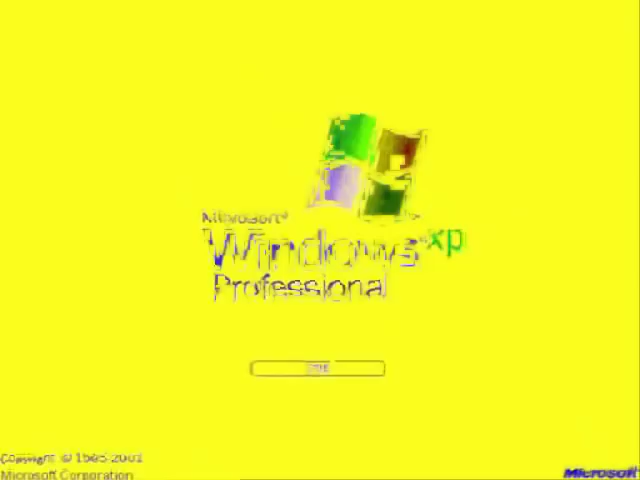 Microsoft®
Windows xp
Professional
Copyright © 1985-2001
Microsoft Corporation
Microsoft